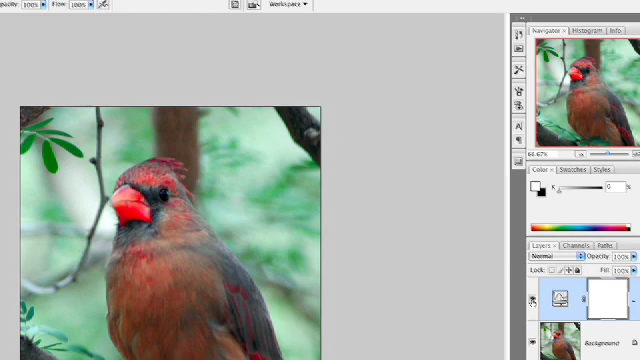 Opacity: 100% Flow: 100% Workspace
Navigator × Histogram Info
66.67%
Color × Swatches Styles
K 0 %
Layers × Channels Paths
Normal Opacity: 100%
Lock: Fill: 100%
Background